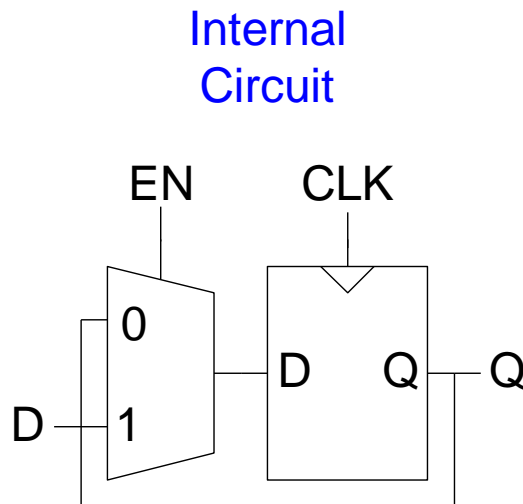 Internal
Circuit
EN CLK
0
D Q Q
D 1